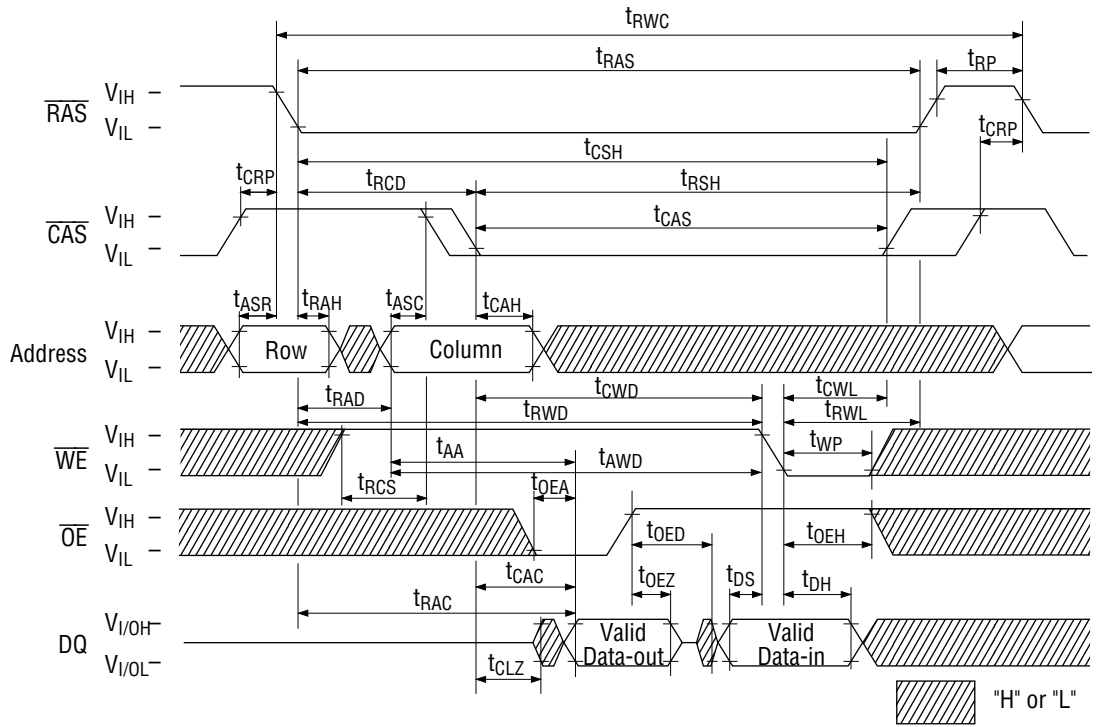 tRWC
tRAS
tRP
RAS
VIH
VIL
tCRP
tCSH
tCRP
tRCD
tRSH
CAS
VIH
VIL
tCAS
tASR
tRAH
tASC
tCAH
Address
VIH
VIL
Row
Column
tRAD
tCWD
tCWL
tRWD
tRWL
WE
VIH
VIL
tAA
tAWD
tWP
tRCS
tOEA
OE
VIH
VIL
tOED
tOEH
tCAC
tOEZ
tDS
tDH
tRAC
DQ
VI/OH
VI/OL
Valid
Data-out
Valid
Data-in
tCLZ
"H" or "L"